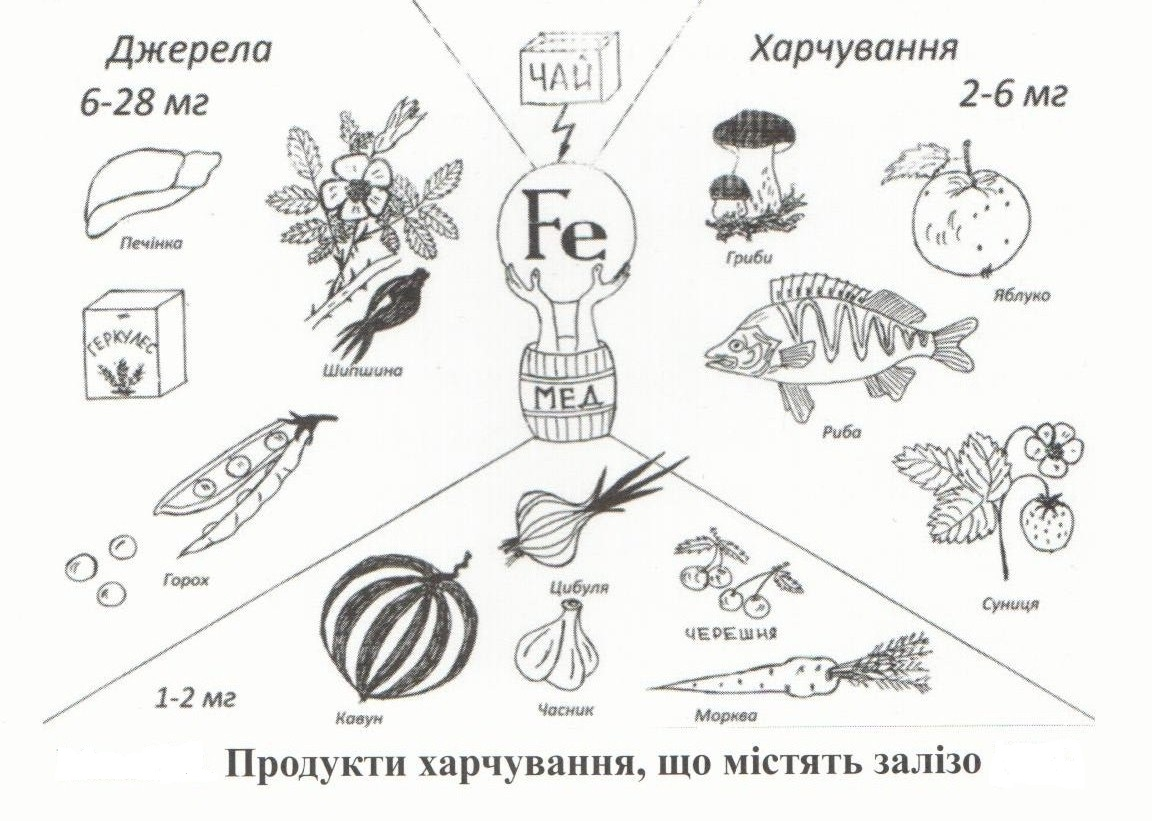 Джерела
6-28 мг
Печінка
ГЕРКУЛЕС
Шипшина
Горох
ЧАЙ
Fe
МЕД
Харчування
2-6 мг
Гриби
Яблуко
Риба
Суниця
1-2 мг
Кавун
Цибуля
Часник
ЧЕРЕШНЯ
Морква
Продукти харчування, що містять залізо